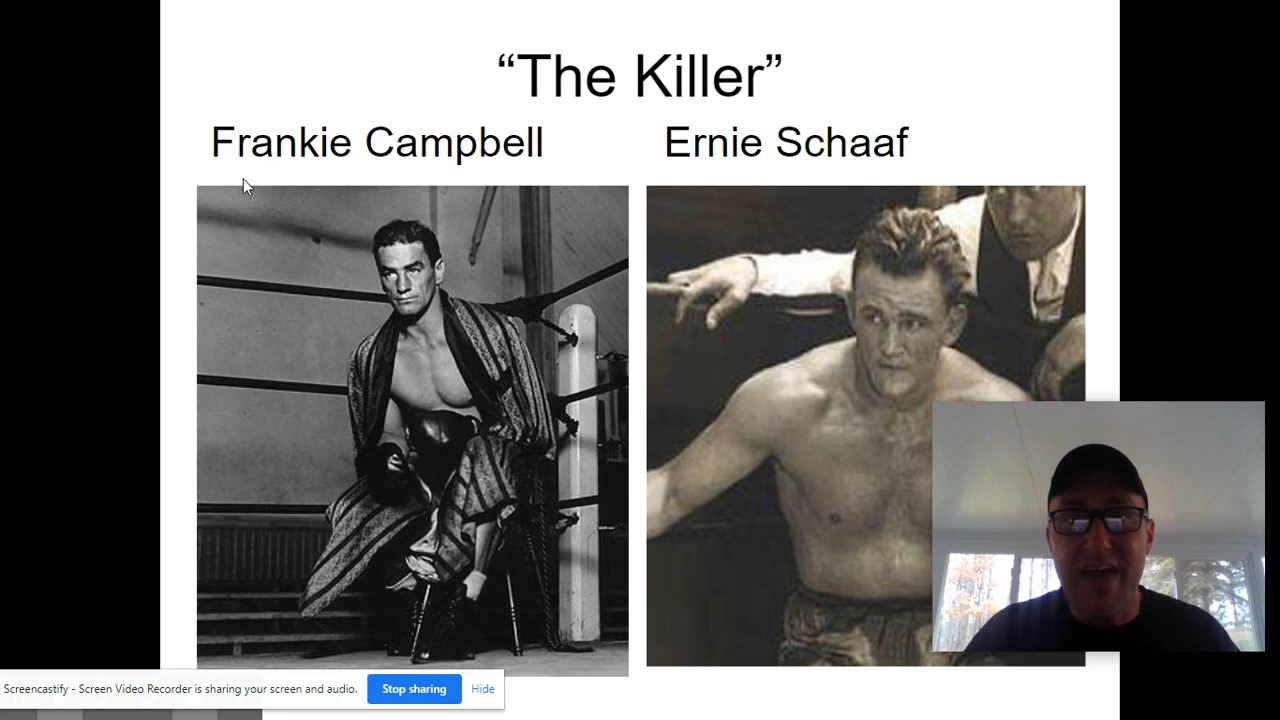 “The Killer”
Frankie Campbell
Ernie Schaaf
Screencastify - Screen Video Recorder is sharing your screen and audio.
Stop sharing
Hide